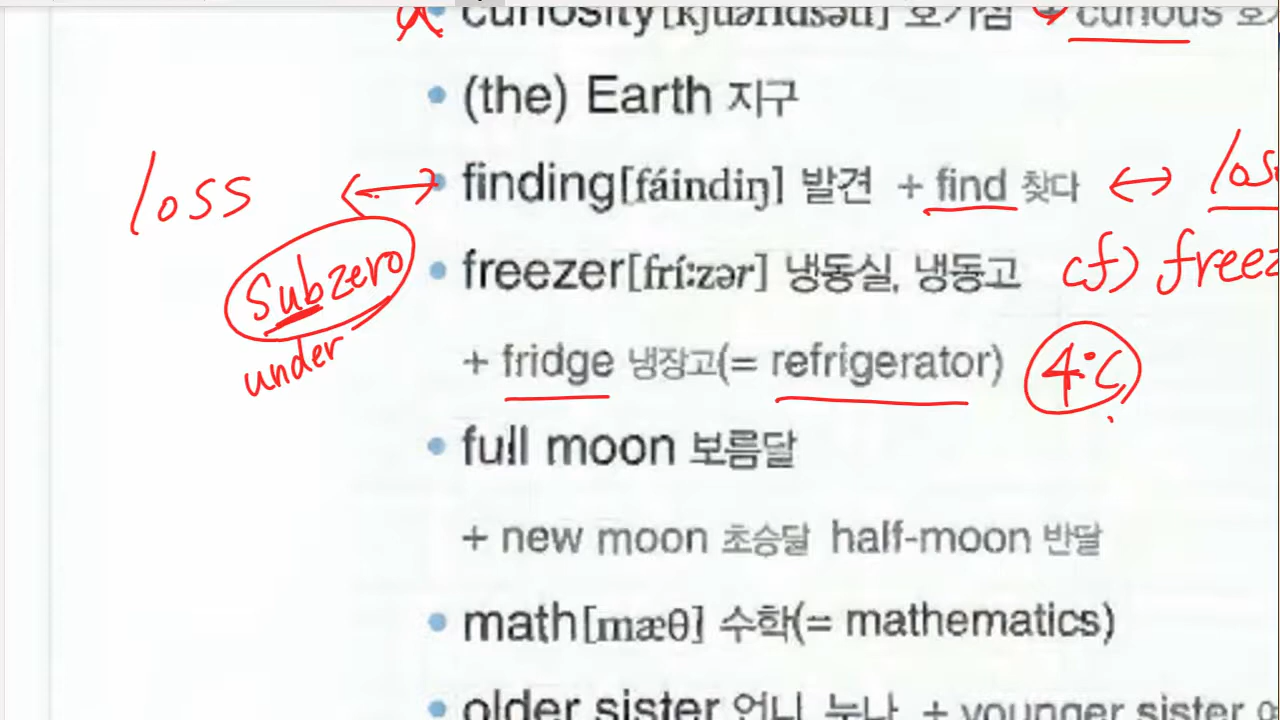 curiosity[kjùəriásəti] 호기심 + curious
(the) Earth 지구
loss ↔ finding[fáindiŋ] 발견 + find 찾다 ↔
Subzero
freezer[fríːzər] 냉동실, 냉동고 cf)
under
+ fridge 냉장고(= refrigerator) 4°C
full moon 보름달
+ new moon 초승달 half-moon 반달
math[mæθ] 수학(= mathematics)
older sister 언니, 누나 + younger sister